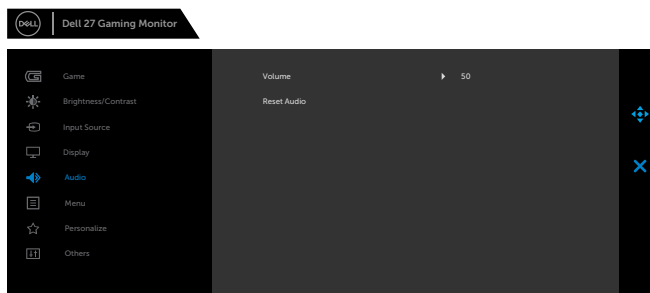 DELL
Dell 27 Gaming Monitor
Game
Volume
50
Brightness/Contrast
Reset Audio
Input Source
Display
Audio
Menu
Personalize
Others